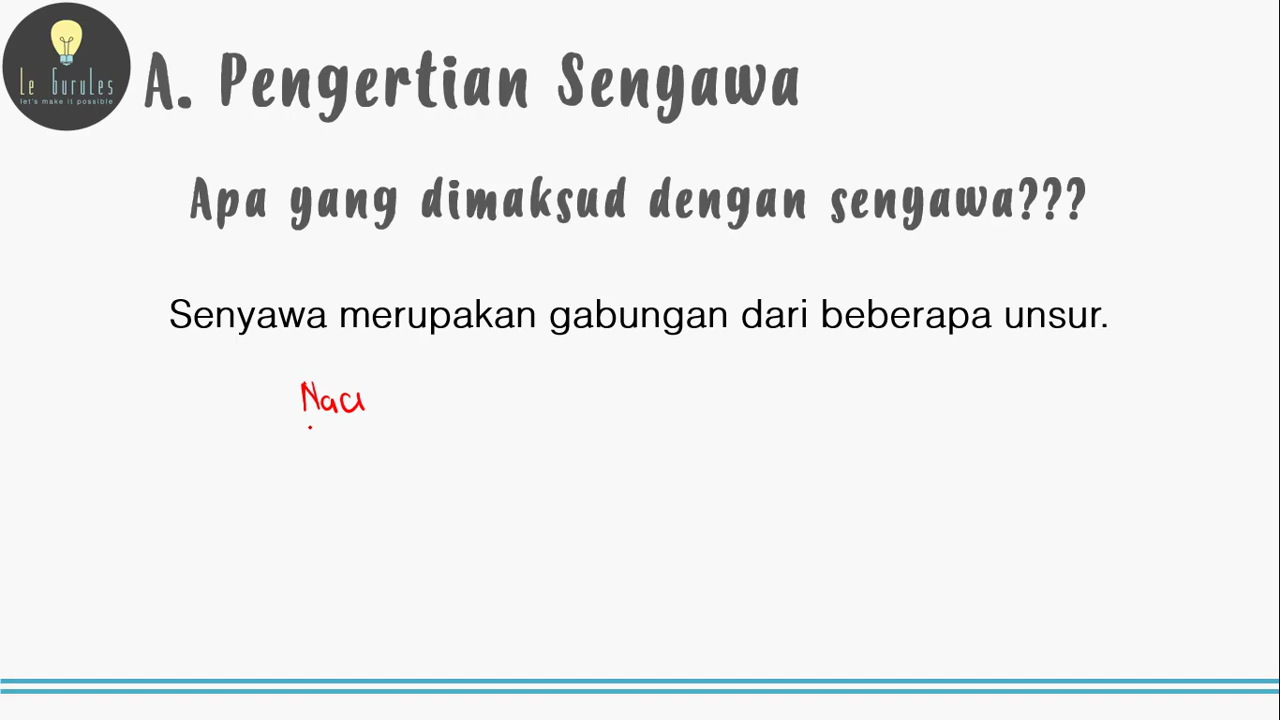 Le Gurules
let's make it possible
A. Pengertian Senyawa
Apa yang dimaksud dengan senyawa???
Senyawa merupakan gabungan dari beberapa unsur.
NaCl